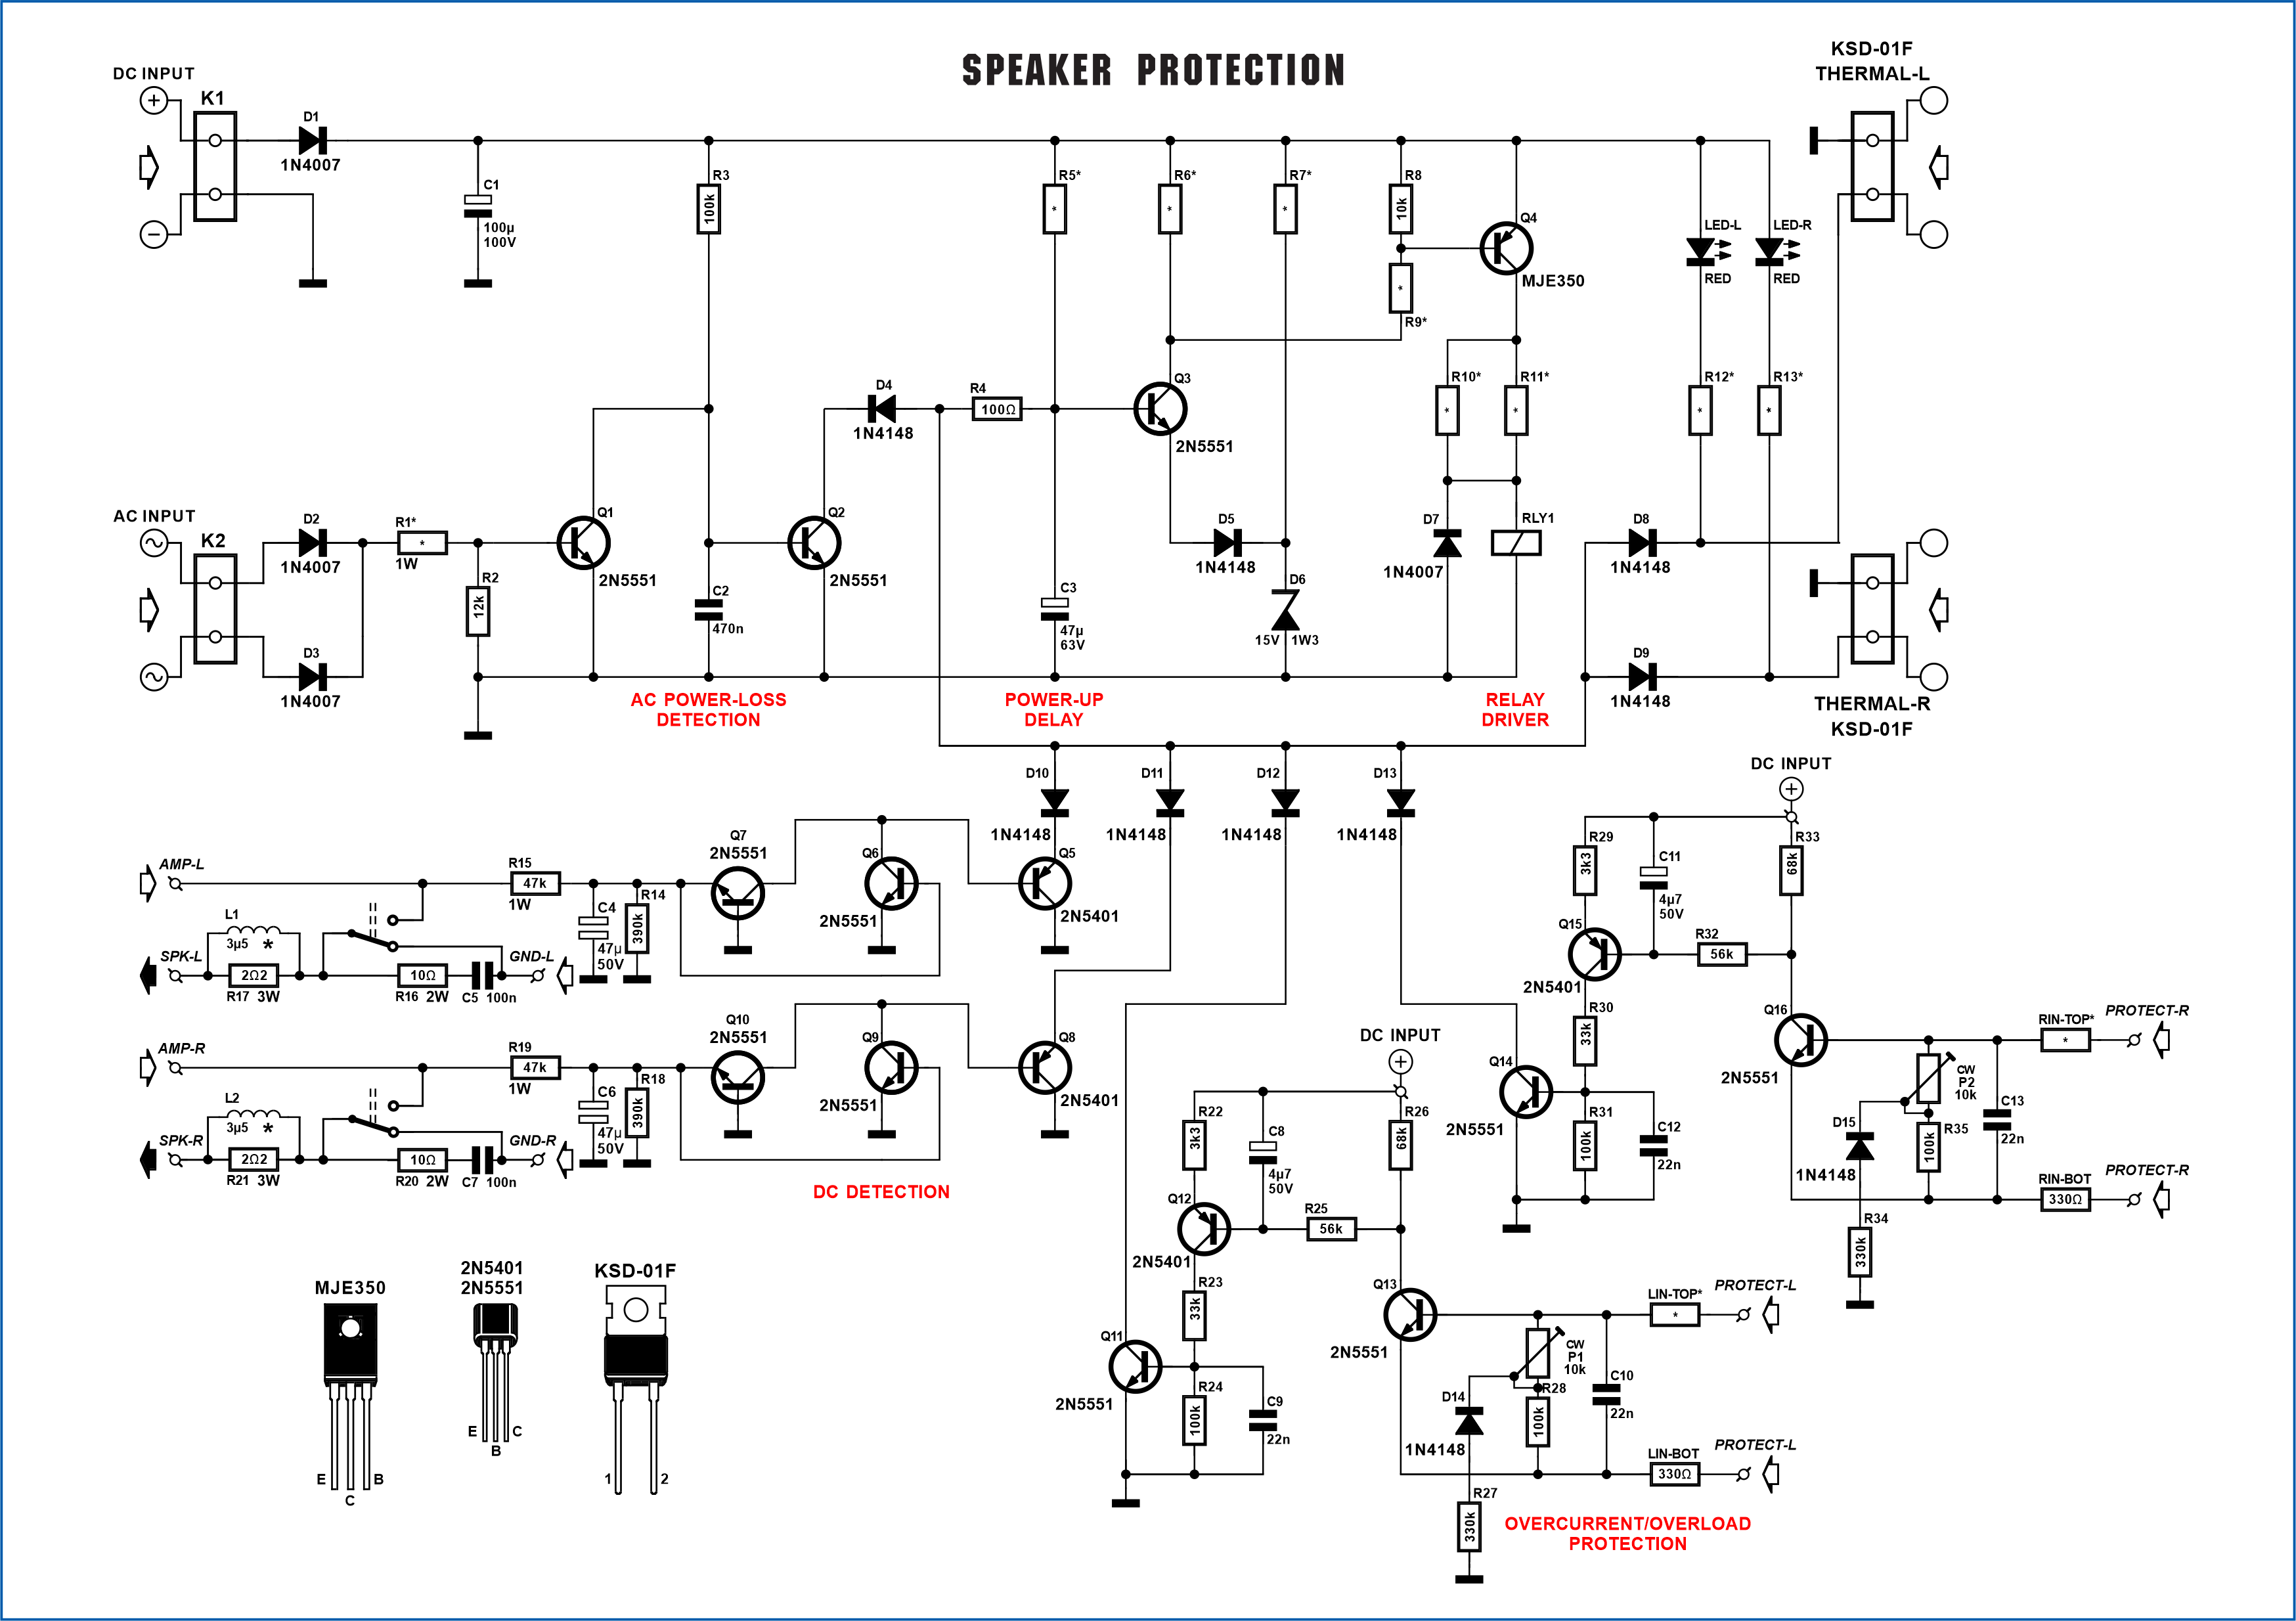 SPEAKER PROTECTION
DC INPUT
K1
D1
1N4007
C1
100µ
100V
R3
100k
R5*
*
R6*
*
R7*
*
R8
10k
R9*
*
Q4
MJE350
LED-L
RED
LED-R
RED
KSD-01F
THERMAL-L
AC INPUT
K2
D2
1N4007
D3
1N4007
R1*
*
1W
R2
12k
Q1
2N5551
C2
470n
Q2
2N5551
D4
1N4148
R4
100Ω
Q3
2N5551
C3
47µ
63V
D5
1N4148
D6
15V 1W3
R10*
*
R11*
*
D7
1N4007
RLY1
R12*
*
R13*
*
D8
1N4148
D9
1N4148
THERMAL-R
KSD-01F
AC POWER-LOSS
DETECTION
POWER-UP
DELAY
RELAY
DRIVER
D10
1N4148
D11
1N4148
D12
1N4148
D13
1N4148
AMP-L
R15
47k
1W
L1
3µ5 *
SPK-L
2Ω2
R17 3W
10Ω
R16 2W
C5 100n
GND-L
C4
47µ
50V
R14
390k
Q7
2N5551
Q6
2N5551
Q5
2N5401
AMP-R
R19
47k
1W
L2
3µ5 *
SPK-R
2Ω2
R21 3W
10Ω
R20 2W
C7 100n
GND-R
C6
47µ
50V
R18
390k
Q10
2N5551
Q9
2N5551
Q8
2N5401
DC DETECTION
DC INPUT
R29
3k3
C11
4µ7
50V
R33
68k
Q15
2N5401
R32
56k
R30
33k
Q14
2N5551
R31
100k
C12
22n
Q16
2N5551
RIN-TOP*
*
PROTECT-R
CW
P2
10k
D15
1N4148
R35
100k
C13
22n
RIN-BOT
330Ω
PROTECT-R
R34
330k
DC INPUT
R22
3k3
C8
4µ7
50V
R26
68k
Q12
2N5401
R25
56k
R23
33k
Q11
2N5551
R24
100k
C9
22n
Q13
2N5551
LIN-TOP*
*
PROTECT-L
CW
P1
10k
D14
1N4148
R28
100k
C10
22n
LIN-BOT
330Ω
PROTECT-L
R27
330k
OVERCURRENT/OVERLOAD
PROTECTION
MJE350
E
C
B
2N5401
2N5551
E
B
C
KSD-01F
1
2